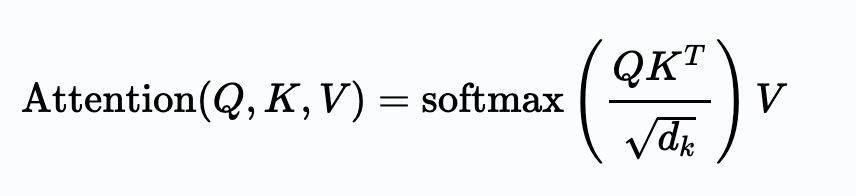 Attention(Q, K, V) = softmax(QK^T / √d_k) V